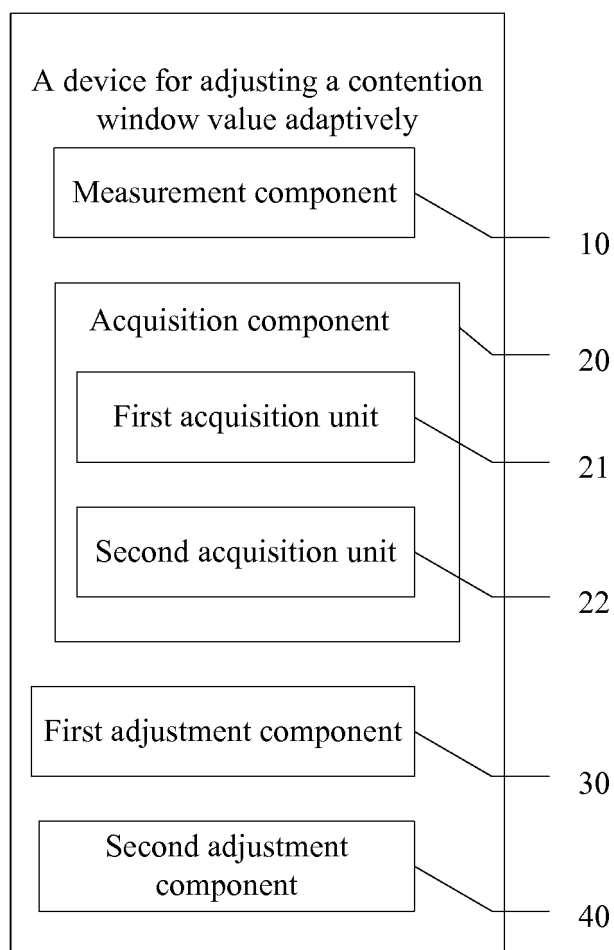 A device for adjusting a contention
window value adaptively
Measurement component
10
Acquisition component
20
First acquisition unit
21
Second acquisition unit
22
First adjustment component
30
Second adjustment
component
40